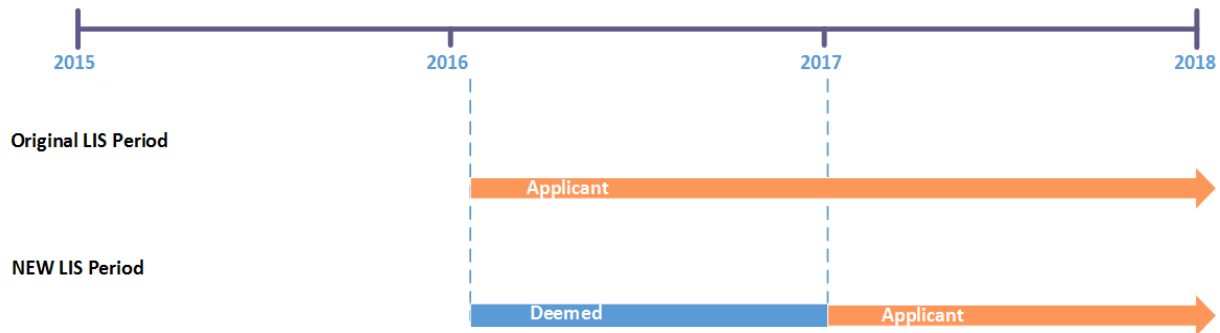 2015 2016 2017 2018
Original LIS Period
Applicant
NEW LIS Period
Deemed Applicant